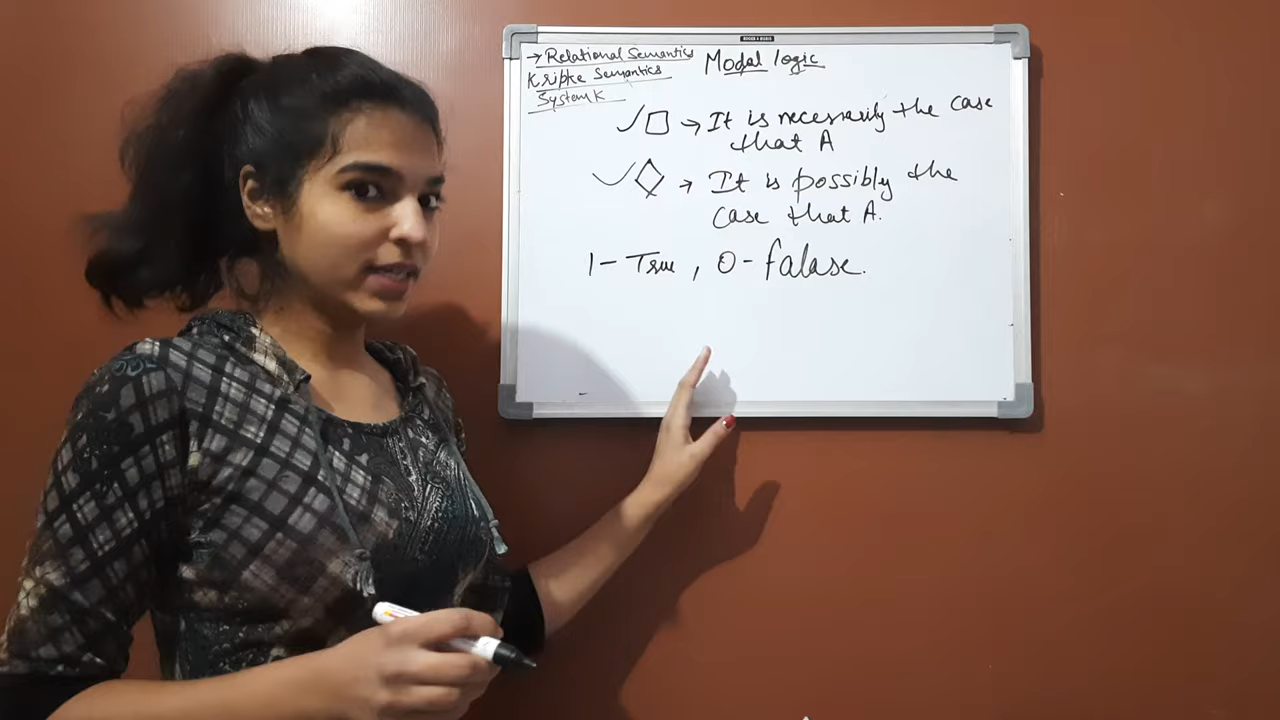 → Relational Semantics
Modal logic
Kripke Semantics
System K
✓□ → It is necessarily the case
that A
✓◇ → It is possibly the
case that A.
1 - True, 0 - falase.